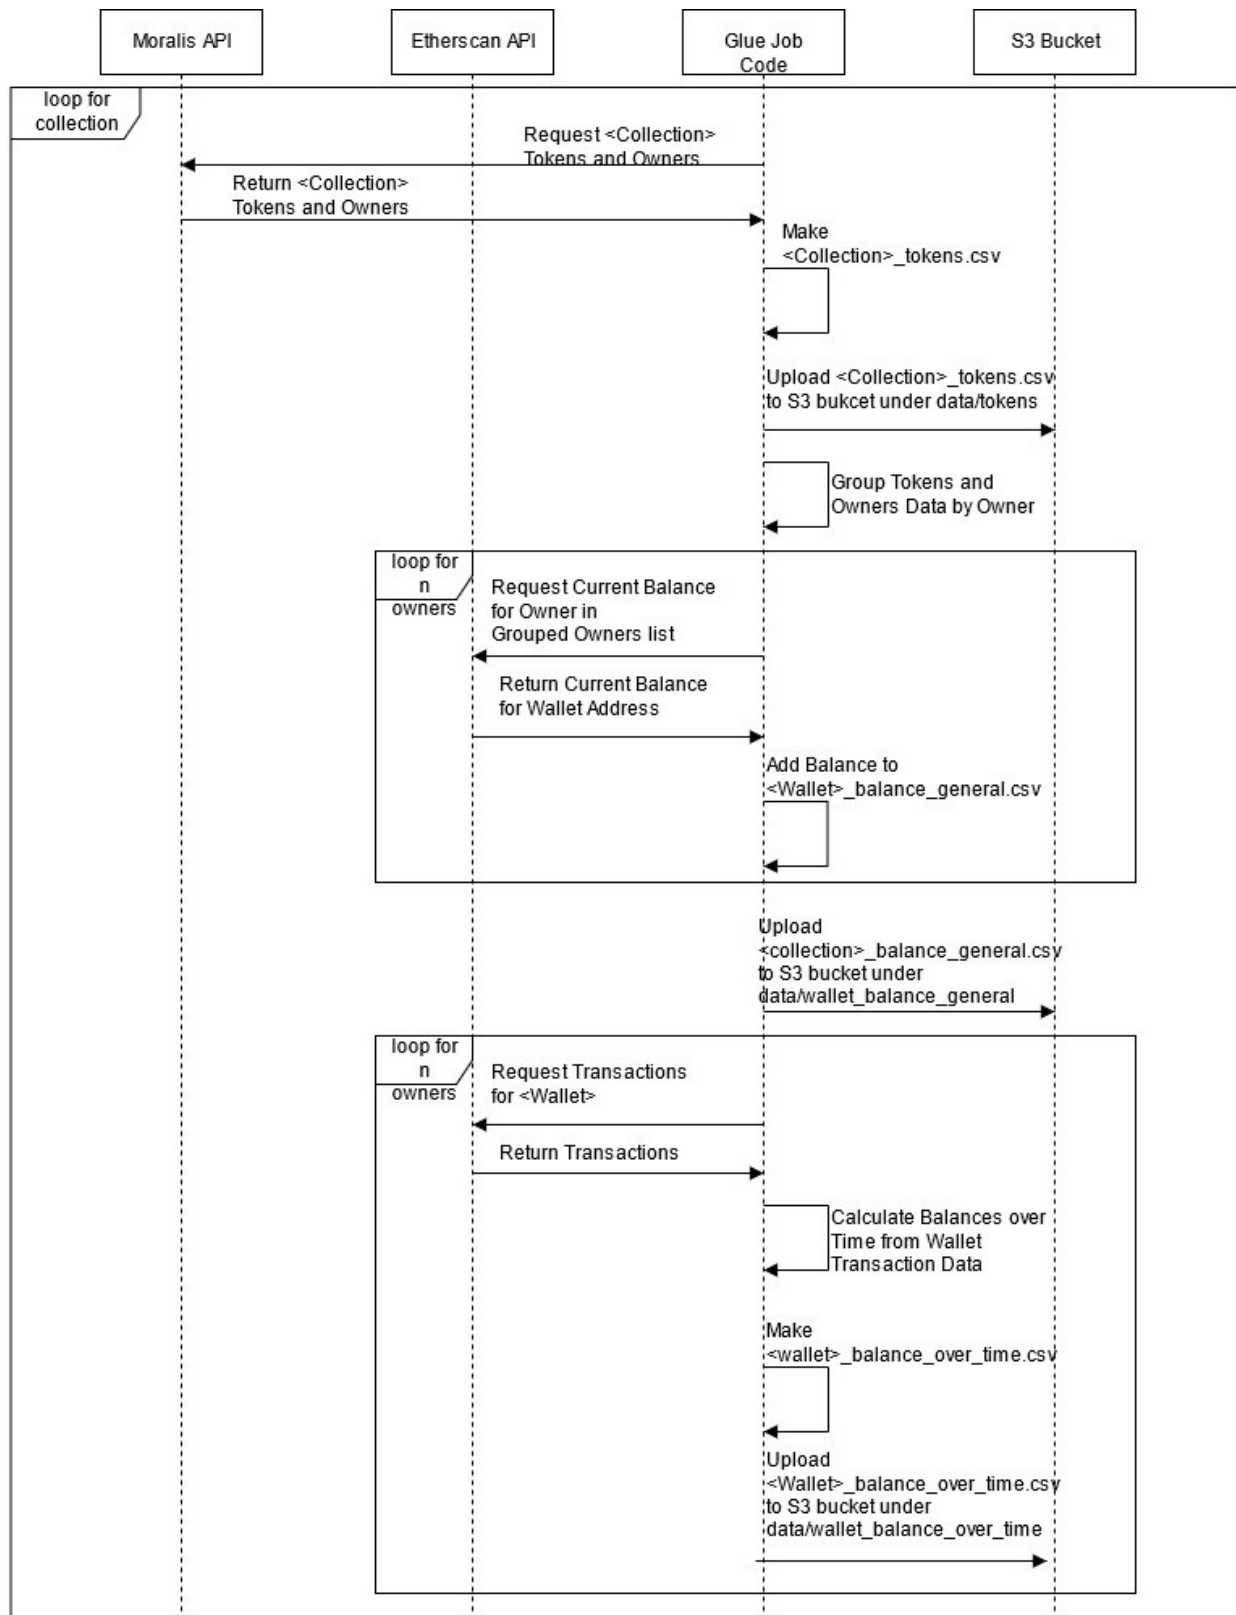 Moralis API
Etherscan API
Glue Job
Code
S3 Bucket
loop for
collection
Request <Collection>
Tokens and Owners
Return <Collection>
Tokens and Owners
Make
<Collection>_tokens.csv
Upload <Collection>_tokens.csv
to S3 bukcet under data/tokens
Group Tokens and
Owners Data by Owner
loop for
n
owners
Request Current Balance
for Owner in
Grouped Owners list
Return Current Balance
for Wallet Address
Add Balance to
<Wallet>_balance_general.csv
Upload
<collection>_balance_general.csv
to S3 bucket under
data/wallet_balance_general
loop for
n
owners
Request Transactions
for <Wallet>
Return Transactions
Calculate Balances over
Time from Wallet
Transaction Data
Make
<wallet>_balance_over_time.csv
Upload
<Wallet>_balance_over_time.csv
to S3 bucket under
data/wallet_balance_over_time